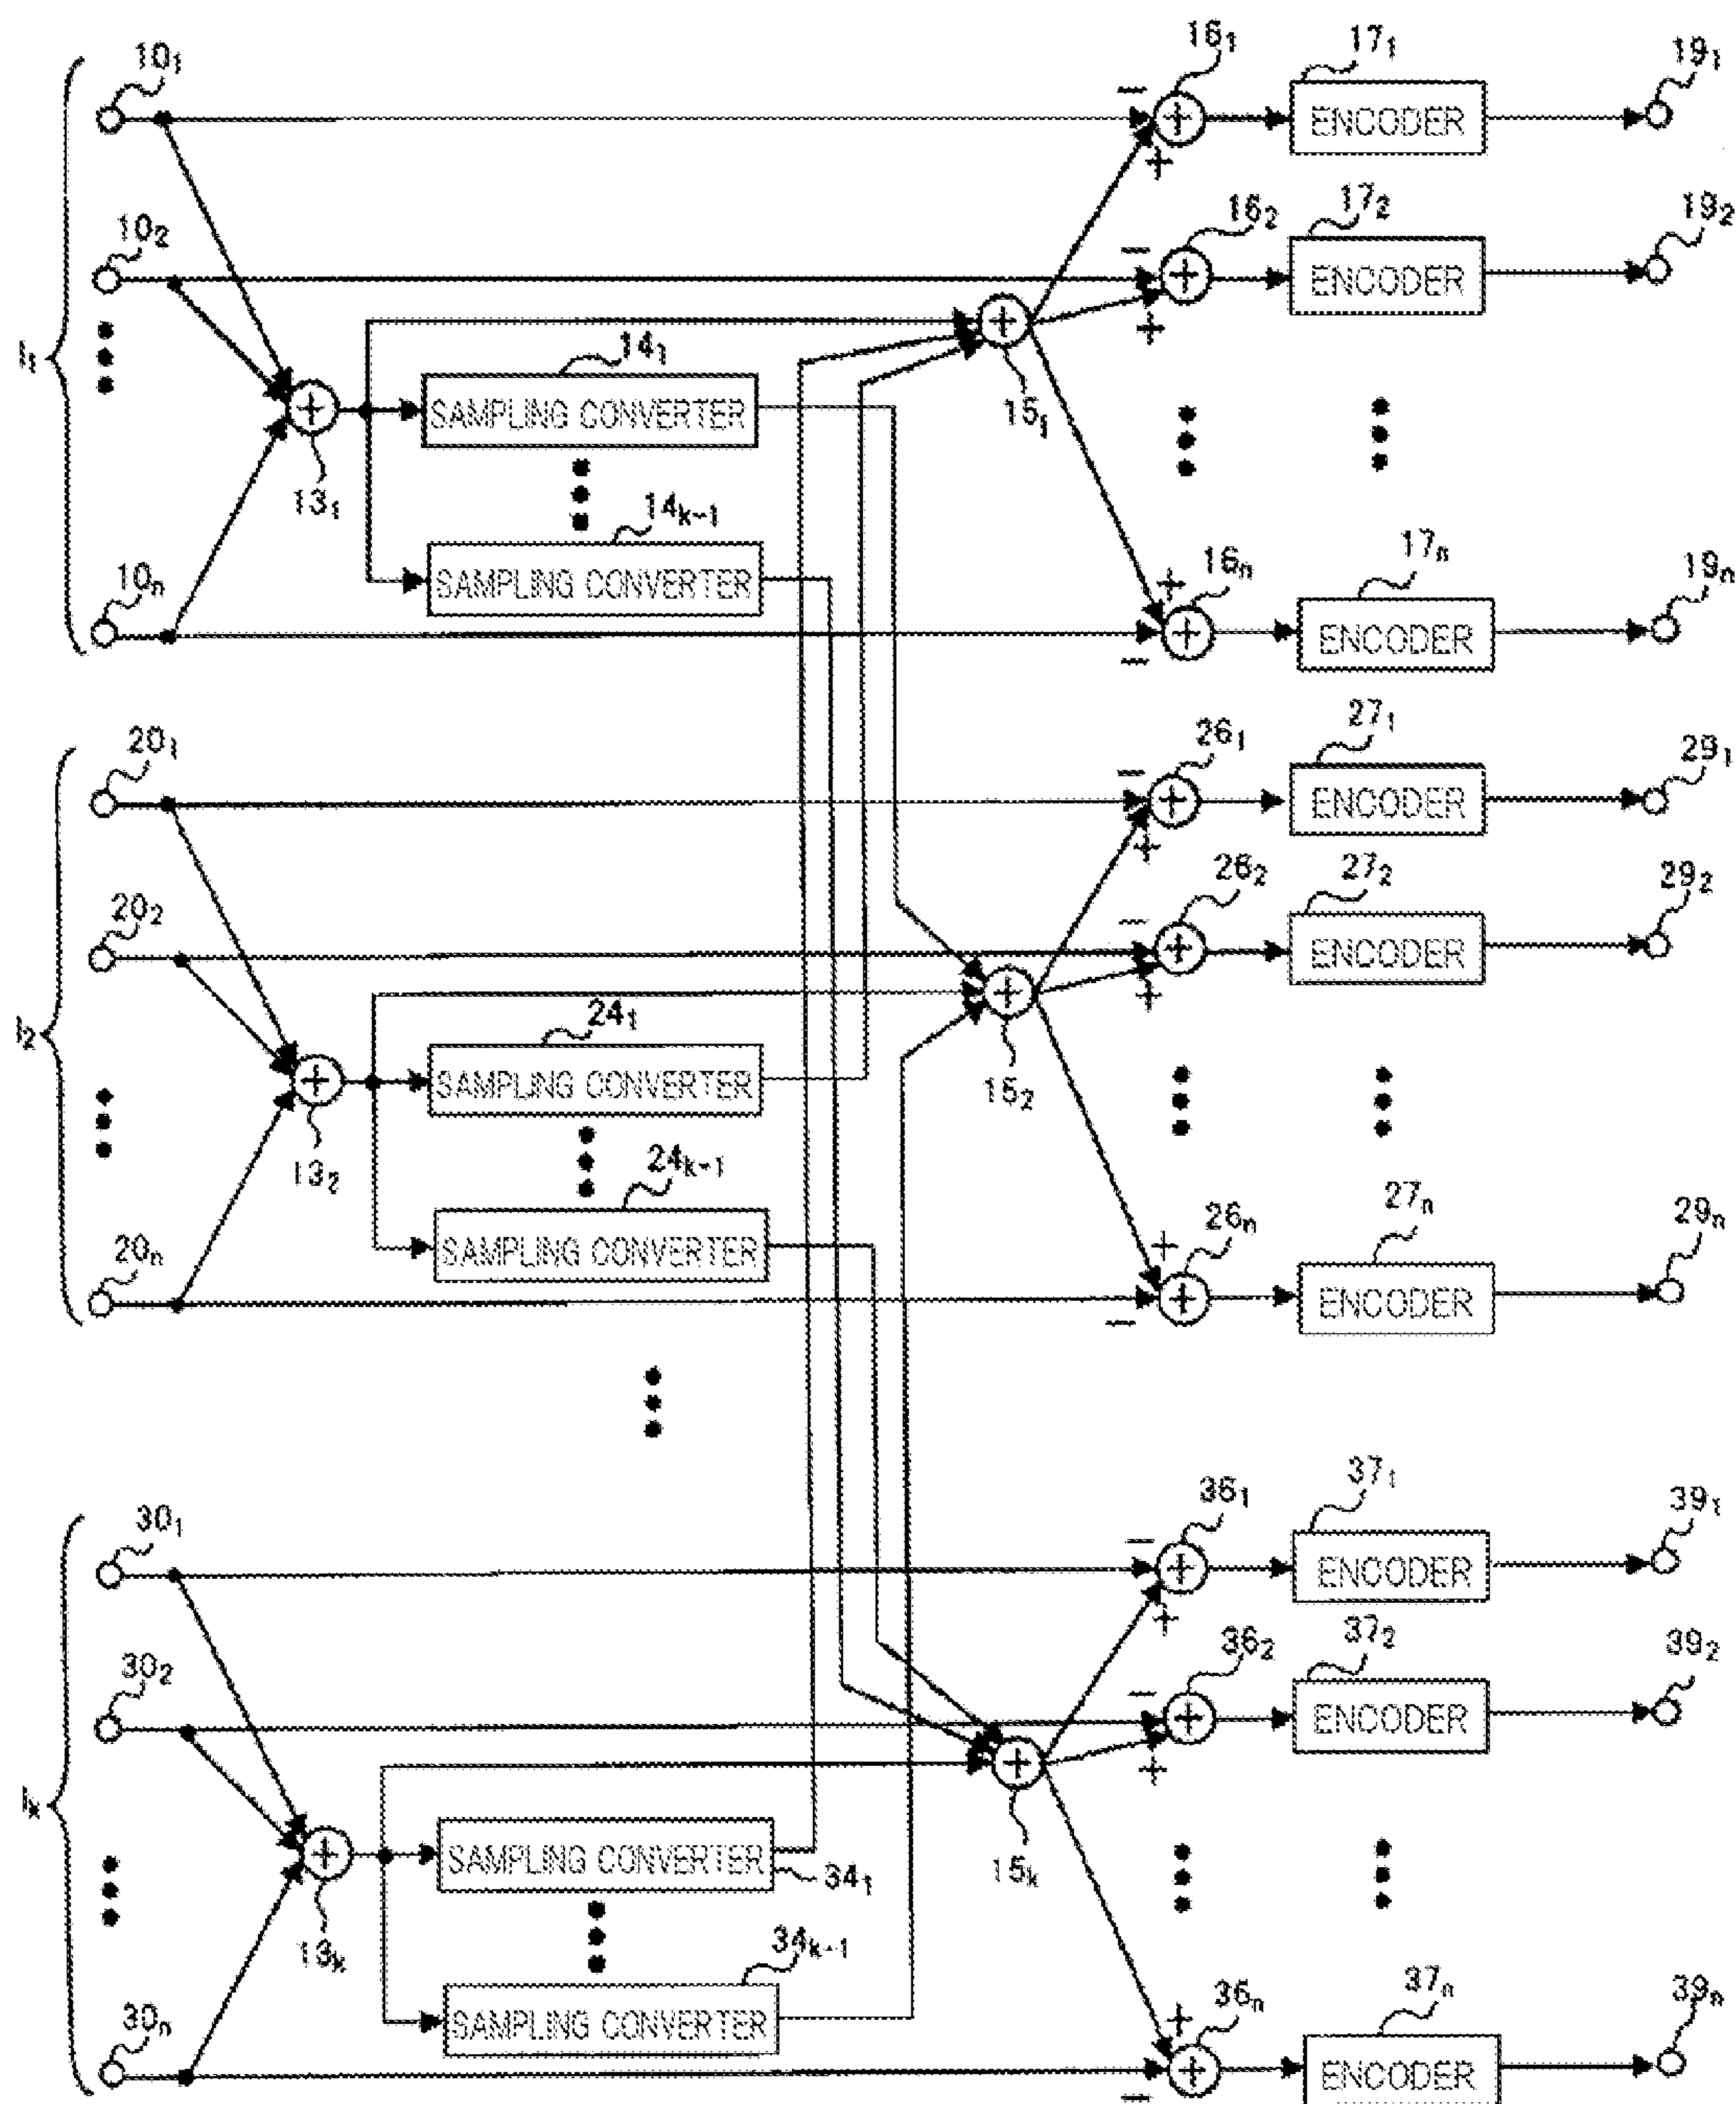 10₁ 16₁ 17₁ 19₁
− + ENCODER
10₂ 16₂ 17₂ 19₂
− + ENCODER
I₁
14₁
SAMPLING CONVERTER
13₁ 15₁
14k-1
SAMPLING CONVERTER
10n + 16n 17n 19n
− ENCODER
20₁ 26₁ 27₁ 29₁
− + ENCODER
20₂ 26₂ 27₂ 29₂
− + ENCODER
I₂
24₁
SAMPLING CONVERTER
13₂ 15₂
24k-1
SAMPLING CONVERTER
20n + 26n 27n 29n
− ENCODER
30₁ 36₁ 37₁ 39₁
− + ENCODER
30₂ 36₂ 37₂ 39₂
− + ENCODER
Ik
SAMPLING CONVERTER
34₁
13k 15k
34k-1
SAMPLING CONVERTER
30n + 36n 37n 39n
− ENCODER